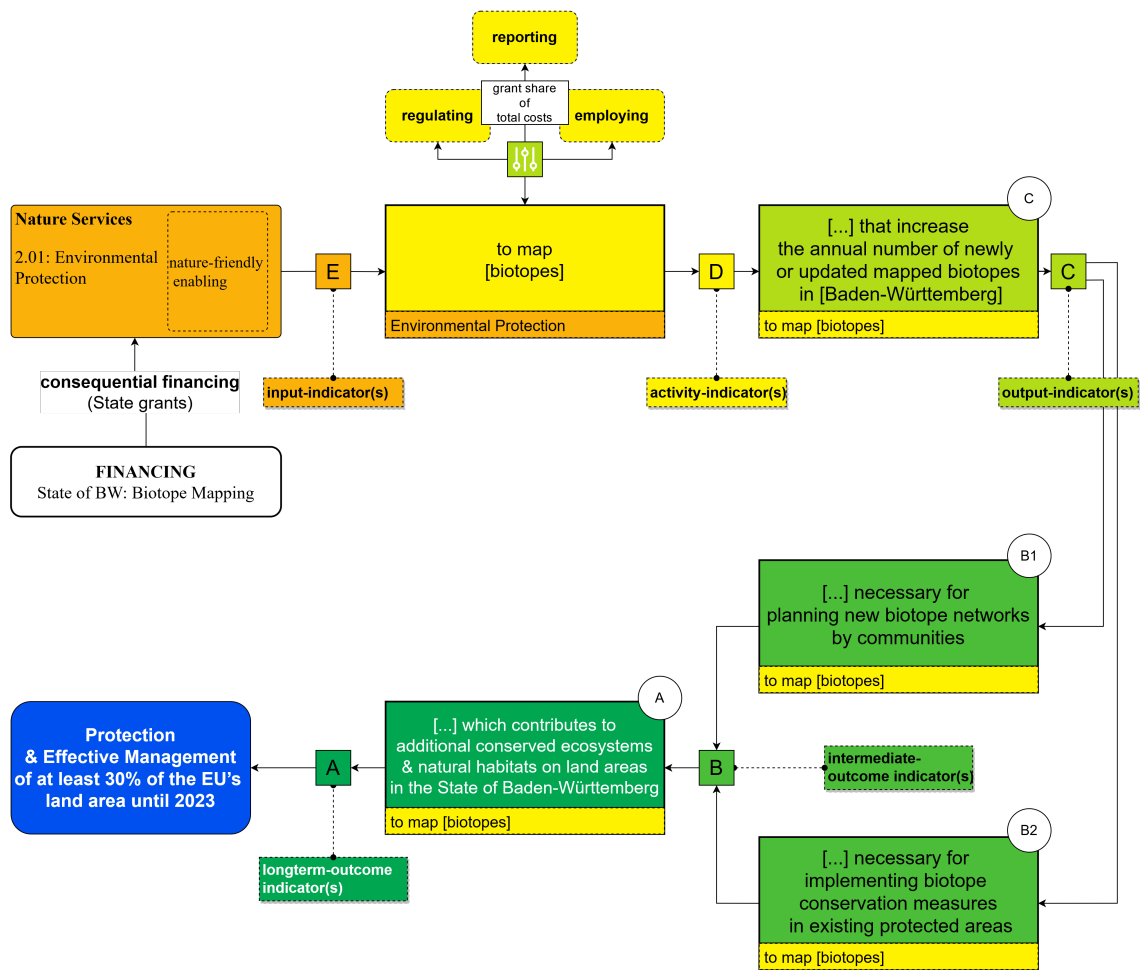 reporting
grant share
of
total costs
regulating
employing
Nature Services
2.01: Environmental
Protection
nature-friendly
enabling
E
to map
[biotopes]
Environmental Protection
D
C
[...] that increase
the annual number of newly
or updated mapped biotopes
in [Baden-Württemberg]
to map [biotopes]
C
consequential financing
(State grants)
input-indicator(s)
activity-indicator(s)
output-indicator(s)
FINANCING
State of BW: Biotope Mapping
B1
[...] necessary for
planning new biotope networks
by communities
to map [biotopes]
Protection
& Effective Management
of at least 30% of the EU's
land area until 2023
A
A
[...] which contributes to
additional conserved ecosystems
& natural habitats on land areas
in the State of Baden-Württemberg
to map [biotopes]
B
intermediate-
outcome indicator(s)
longterm-outcome
indicator(s)
B2
[...] necessary for
implementing biotope
conservation measures
in existing protected areas
to map [biotopes]